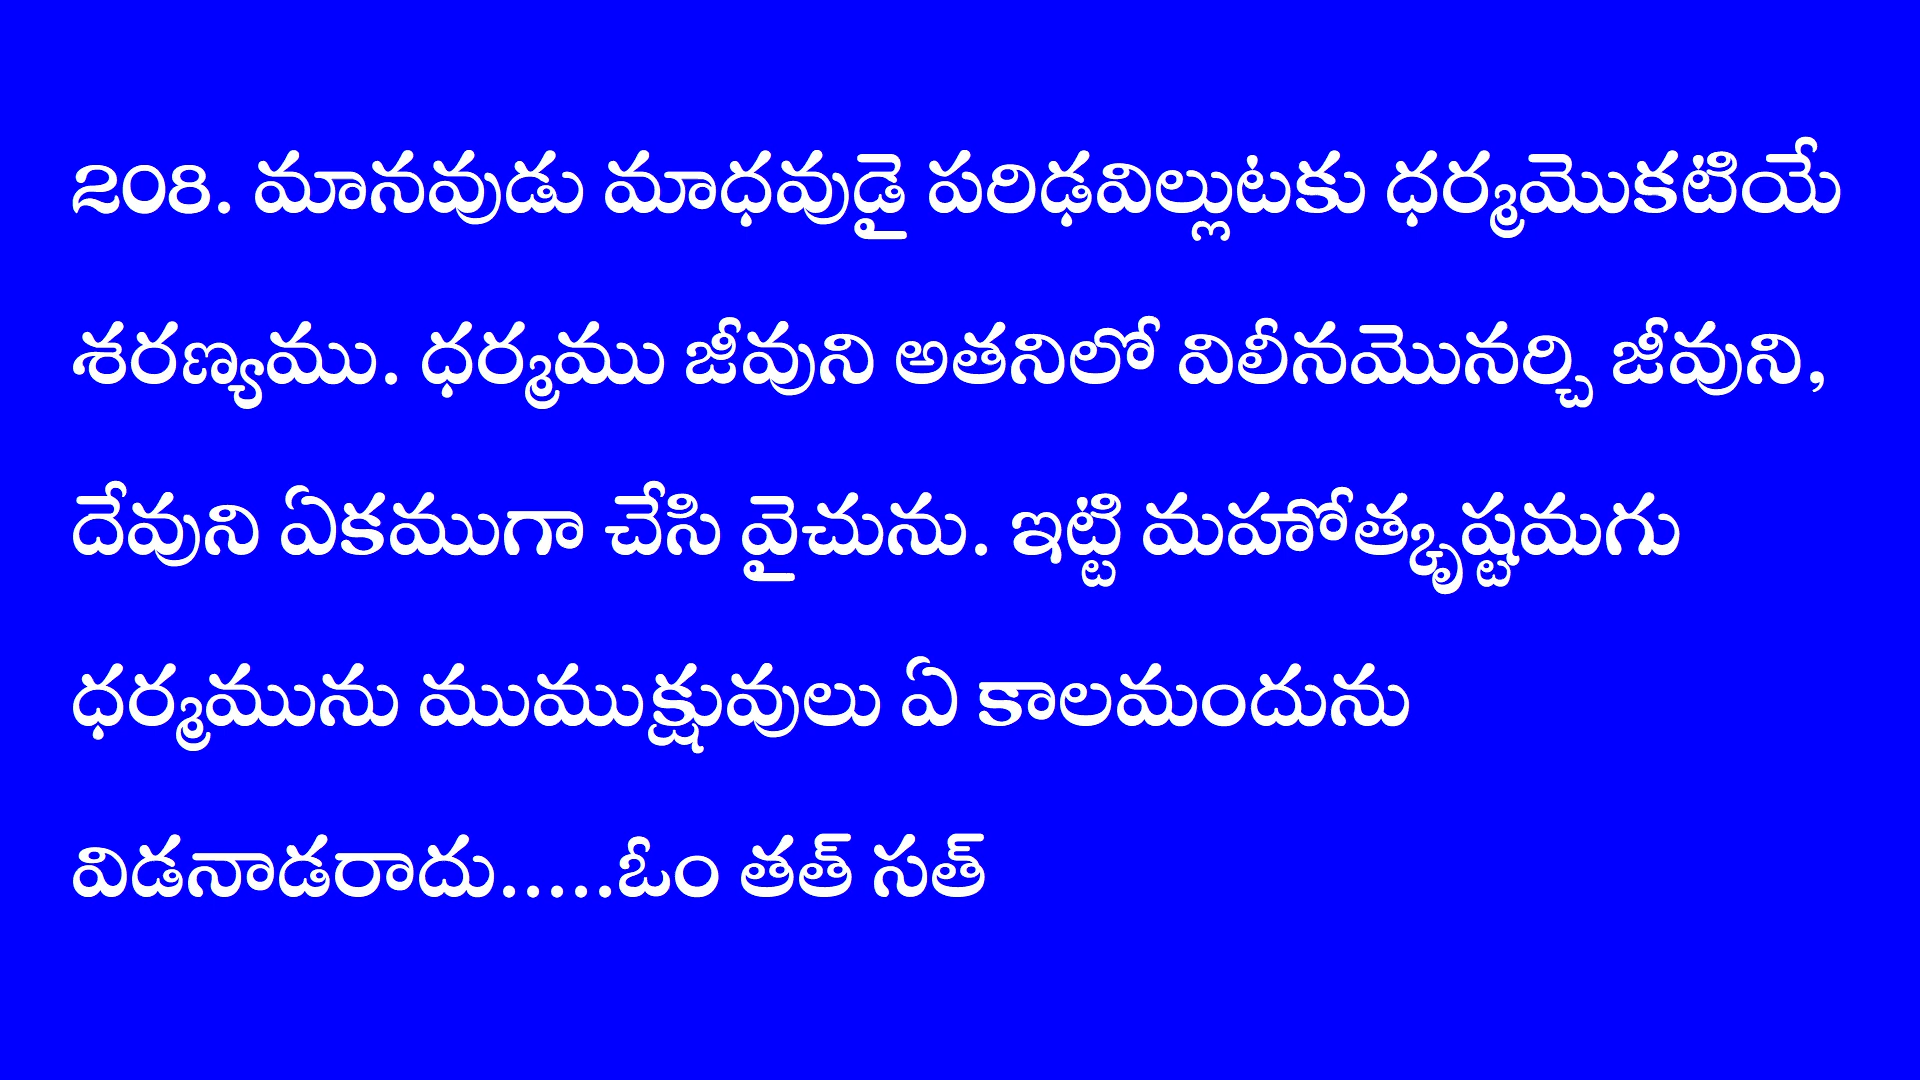 208. మానవుడు మాధవుడై పరిఢవిల్లుటకు ధర్మమొకటియే
శరణ్యము. ధర్మము జీవుని అతనిలో విలీనమొనర్చి జీవుని,
దేవుని ఏకముగా చేసి వైచును. ఇట్టి మహోత్కృష్టమగు
ధర్మమును ముముక్షువులు ఏ కాలమందును
విడనాడరాదు.....ఓం తత్ సత్